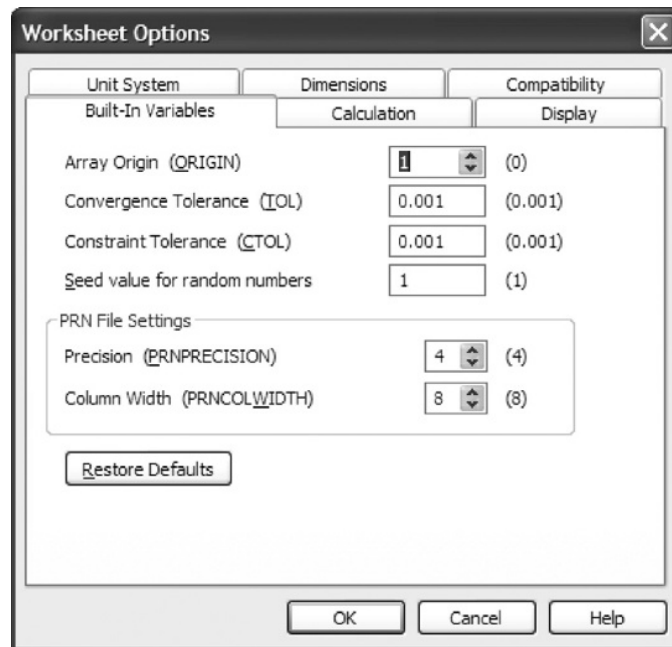 Worksheet Options
Unit System Dimensions Compatibility
Built-In Variables Calculation Display
Array Origin (ORIGIN) 1 (0)
Convergence Tolerance (TOL) 0.001 (0.001)
Constraint Tolerance (CTOL) 0.001 (0.001)
Seed value for random numbers 1 (1)
PRN File Settings
Precision (PRNPRECISION) 4 (4)
Column Width (PRNCOLWIDTH) 8 (8)
Restore Defaults
OK Cancel Help